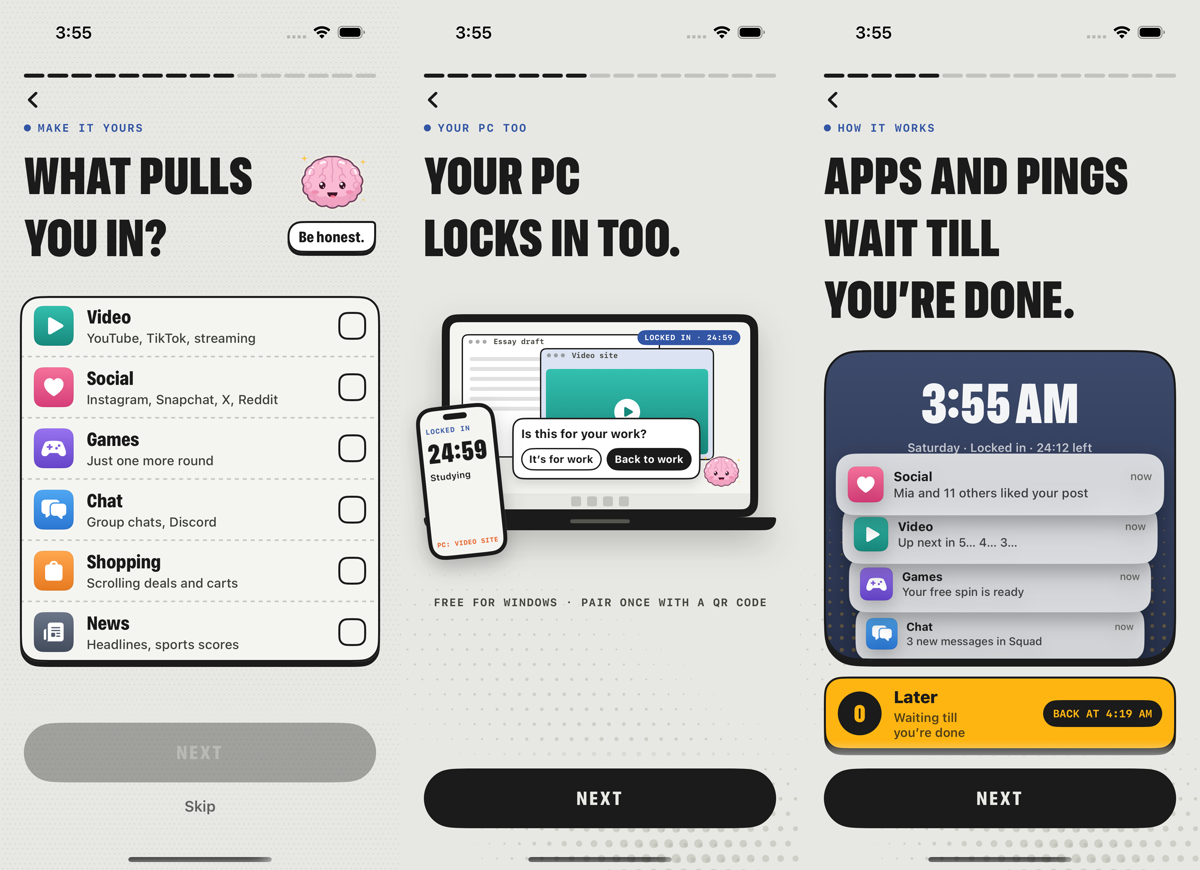 3:55
MAKE IT YOURS
WHAT PULLS
YOU IN?
Be honest.
Video
YouTube, TikTok, streaming
Social
Instagram, Snapchat, X, Reddit
Games
Just one more round
Chat
Group chats, Discord
Shopping
Scrolling deals and carts
News
Headlines, sports scores
NEXT
Skip
3:55
YOUR PC TOO
YOUR PC
LOCKS IN TOO.
LOCKED IN · 24:59
Essay draft
Video site
Is this for your work?
It's for work
Back to work
LOCKED IN
24:59
Studying
PC: VIDEO SITE
FREE FOR WINDOWS · PAIR ONCE WITH A QR CODE
NEXT
3:55
HOW IT WORKS
APPS AND PINGS
WAIT TILL
YOU'RE DONE.
3:55 AM
Saturday · Locked in · 24:12 left
Social
now
Mia and 11 others liked your post
Video
now
Up next in 5... 4... 3...
Games
now
Your free spin is ready
Chat
now
3 new messages in Squad
0
Later
Waiting till
you're done
BACK AT 4:19 AM
NEXT